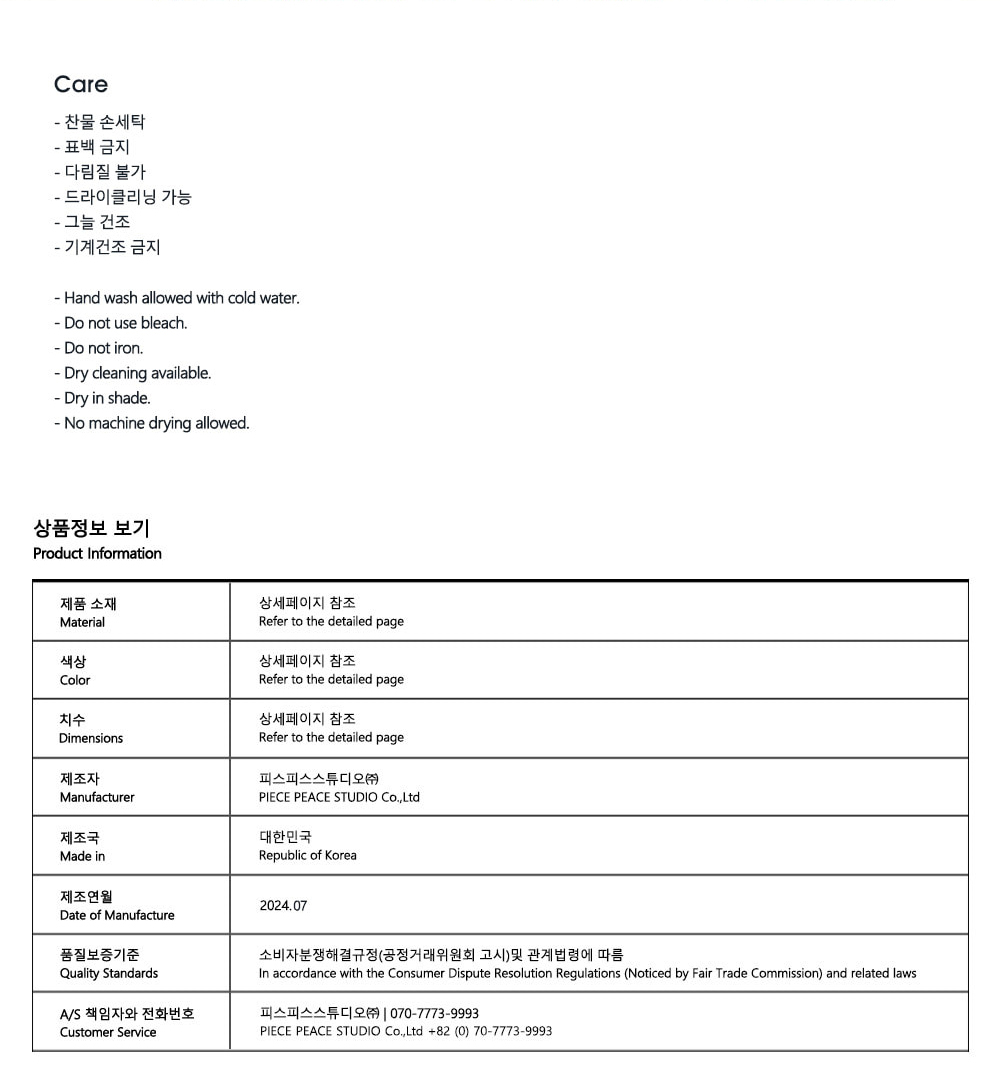 Care
- 찬물 손세탁
- 표백 금지
- 다림질 불가
- 드라이클리닝 가능
- 그늘 건조
- 기계건조 금지
- Hand wash allowed with cold water.
- Do not use bleach.
- Do not iron.
- Dry cleaning available.
- Dry in shade.
- No machine drying allowed.
상품정보 보기
Product Information
제품 소재
Material
상세페이지 참조
Refer to the detailed page
색상
Color
상세페이지 참조
Refer to the detailed page
치수
Dimensions
상세페이지 참조
Refer to the detailed page
제조자
Manufacturer
피스피스스튜디오㈜
PIECE PEACE STUDIO Co.,Ltd
제조국
Made in
대한민국
Republic of Korea
제조연월
Date of Manufacture
2024.07
품질보증기준
Quality Standards
소비자분쟁해결규정(공정거래위원회 고시)및 관계법령에 따름
In accordance with the Consumer Dispute Resolution Regulations (Noticed by Fair Trade Commission) and related laws
A/S 책임자와 전화번호
Customer Service
피스피스스튜디오㈜ | 070-7773-9993
PIECE PEACE STUDIO Co.,Ltd +82 (0) 70-7773-9993